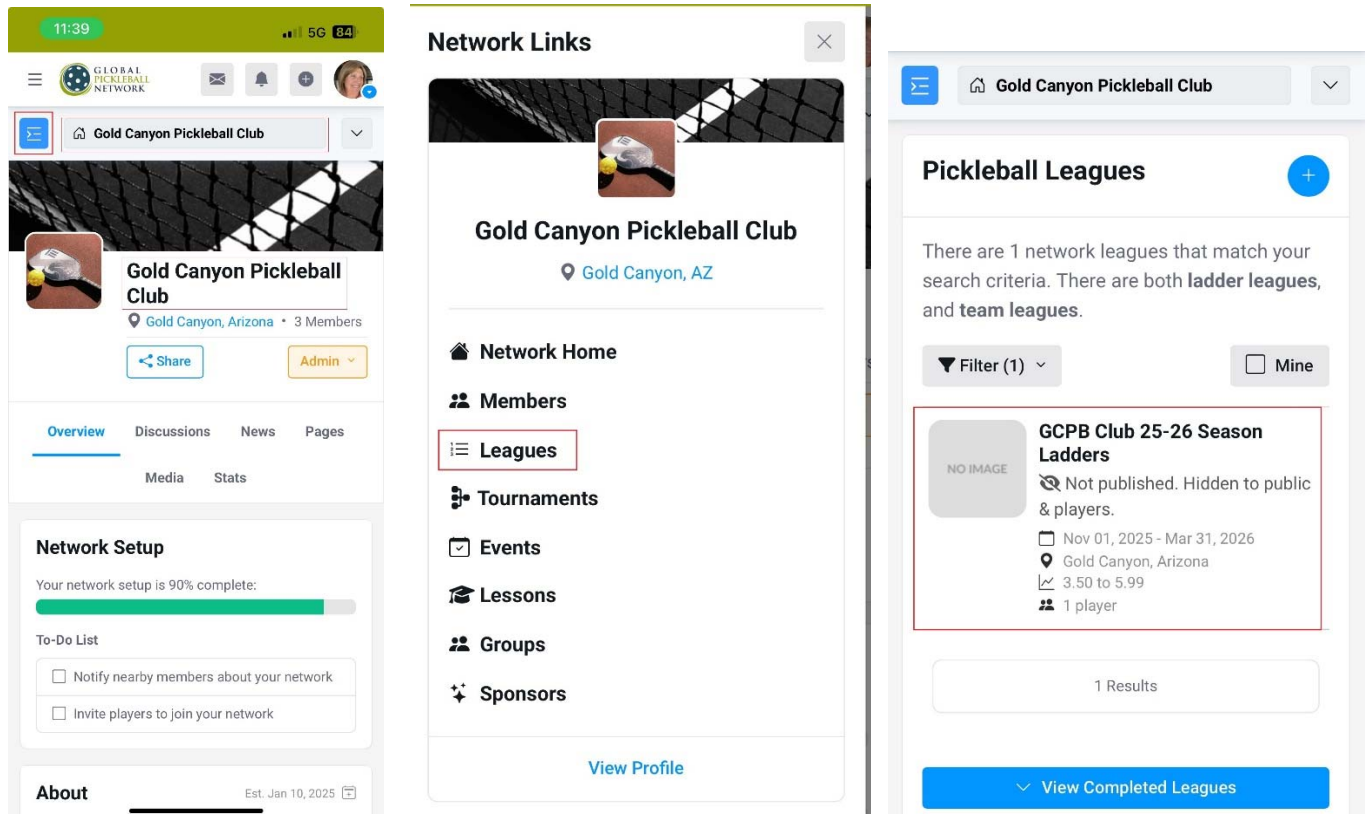 11:39
5G 84
GLOBAL
PICKLEBALL
NETWORK
Gold Canyon Pickleball Club
Gold Canyon Pickleball
Club
Gold Canyon, Arizona • 3 Members
Share
Admin
Overview Discussions News Pages
Media Stats
Network Setup
Your network setup is 90% complete:
To-Do List
Notify nearby members about your network
Invite players to join your network
About
Est. Jan 10, 2025
Network Links
Gold Canyon Pickleball Club
Gold Canyon, AZ
Network Home
Members
Leagues
Tournaments
Events
Lessons
Groups
Sponsors
View Profile
Gold Canyon Pickleball Club
Pickleball Leagues
There are 1 network leagues that match your
search criteria. There are both ladder leagues,
and team leagues.
Filter (1)
Mine
NO IMAGE
GCPB Club 25-26 Season
Ladders
Not published. Hidden to public
& players.
Nov 01, 2025 - Mar 31, 2026
Gold Canyon, Arizona
3.50 to 5.99
1 player
1 Results
View Completed Leagues